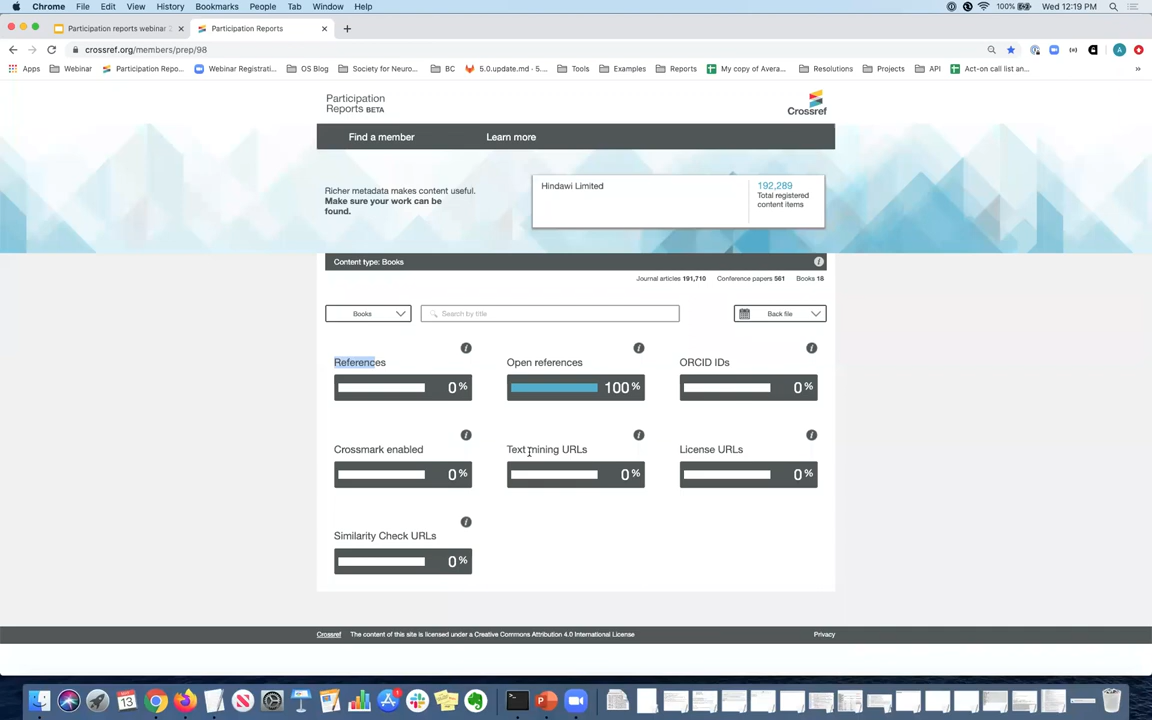 Chrome File Edit View History Bookmarks People Tab Window Help 100% Wed 12:19 PM
Participation reports webinar
Participation Reports
crossref.org/members/prep/98
A
Apps Webinar Participation Repo... Webinar Registrati... OS Blog Society for Neuro... BC 5.0.update.md - 5.... Tools Examples Reports My copy of Avera... Resolutions Projects API Act-on call list an... »
Participation
Reports BETA
Crossref
Find a member Learn more
Richer metadata makes content useful.
Make sure your work can be
found.
Hindawi Limited
192,289
Total registered
content items
Content type: Books
Journal articles 191,710 Conference papers 561 Books 18
Books
Search by title
Back file
References
0 %
Open references
100 %
ORCID IDs
0 %
Crossmark enabled
0 %
Text mining URLs
0 %
License URLs
0 %
Similarity Check URLs
0 %
Crossref The content of this site is licensed under a Creative Commons Attribution 4.0 International License Privacy
13
1